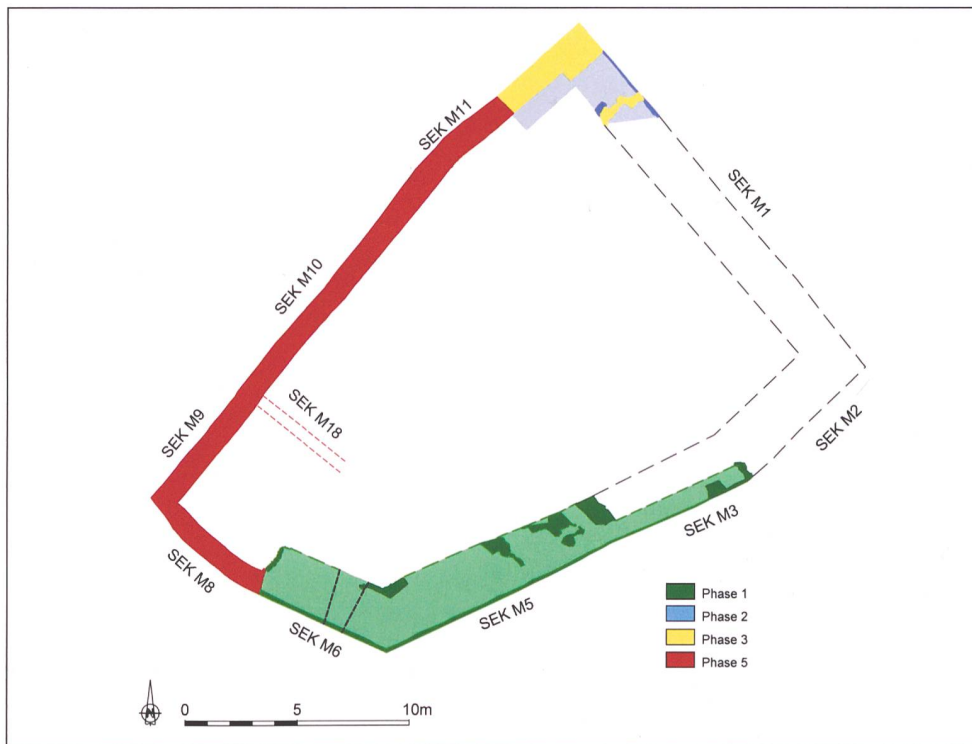 SEK M11
SEK M1
SEK M10
SEK M18
SEK M9
SEK M2
SEK M3
SEK M8
SEK M5
SEK M6
Phase 1
Phase 2
Phase 3
Phase 5
N
0 5 10m